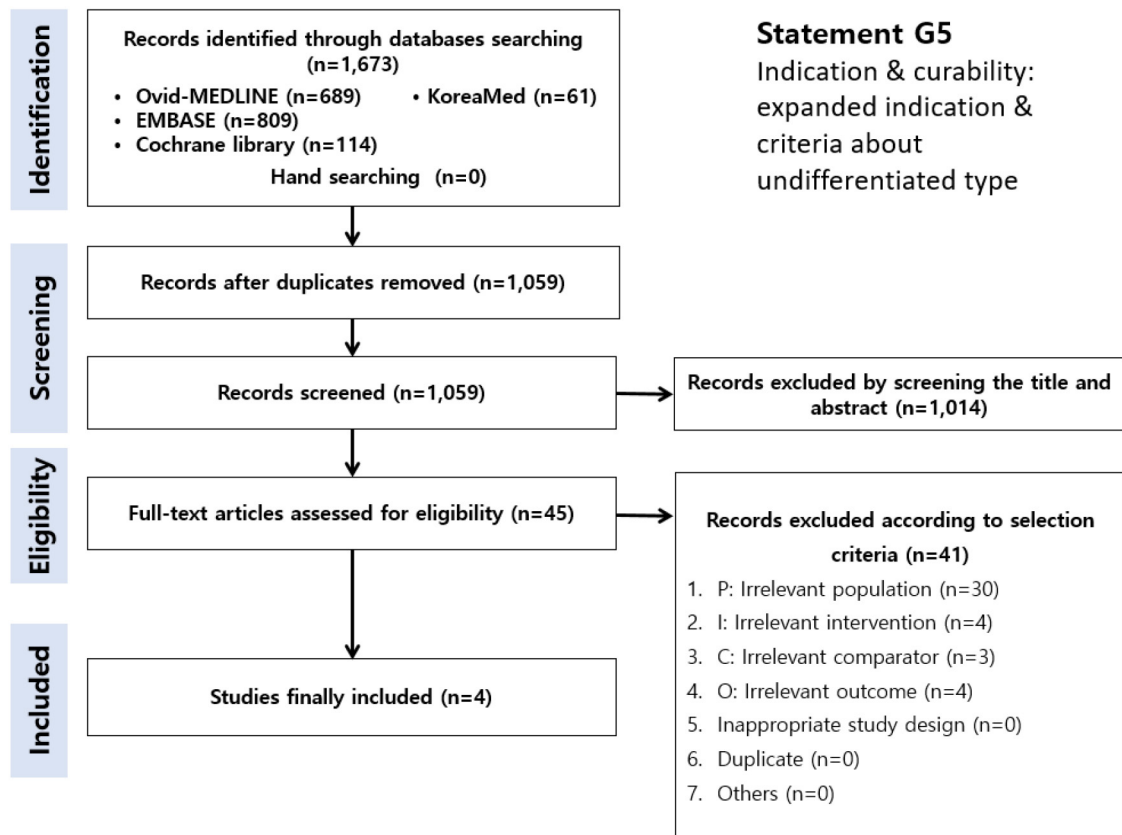 Identification
Records identified through databases searching
(n=1,673)
• Ovid-MEDLINE (n=689) • KoreaMed (n=61)
• EMBASE (n=809)
• Cochrane library (n=114)
Hand searching (n=0)
Statement G5
Indication & curability:
expanded indication &
criteria about
undifferentiated type
Screening
Records after duplicates removed (n=1,059)
Records screened (n=1,059)
Records excluded by screening the title and
abstract (n=1,014)
Eligibility
Full-text articles assessed for eligibility (n=45)
Records excluded according to selection
criteria (n=41)
1. P: Irrelevant population (n=30)
2. I: Irrelevant intervention (n=4)
3. C: Irrelevant comparator (n=3)
4. O: Irrelevant outcome (n=4)
5. Inappropriate study design (n=0)
6. Duplicate (n=0)
7. Others (n=0)
Included
Studies finally included (n=4)